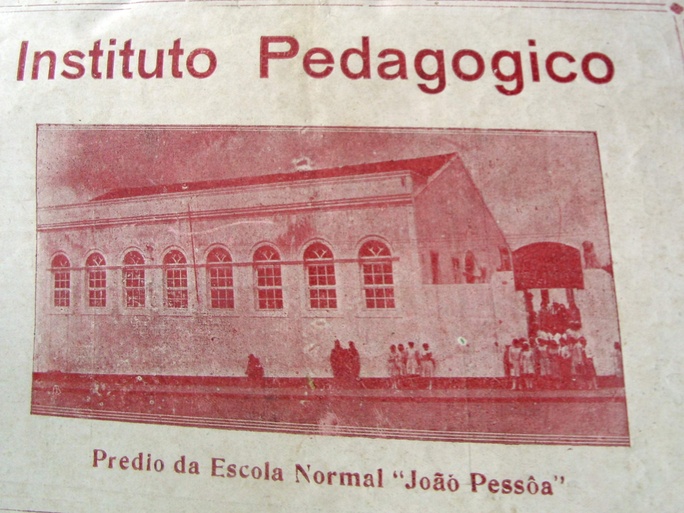 Instituto Pedagogico
Predio da Escola Normal "João Pessôa"